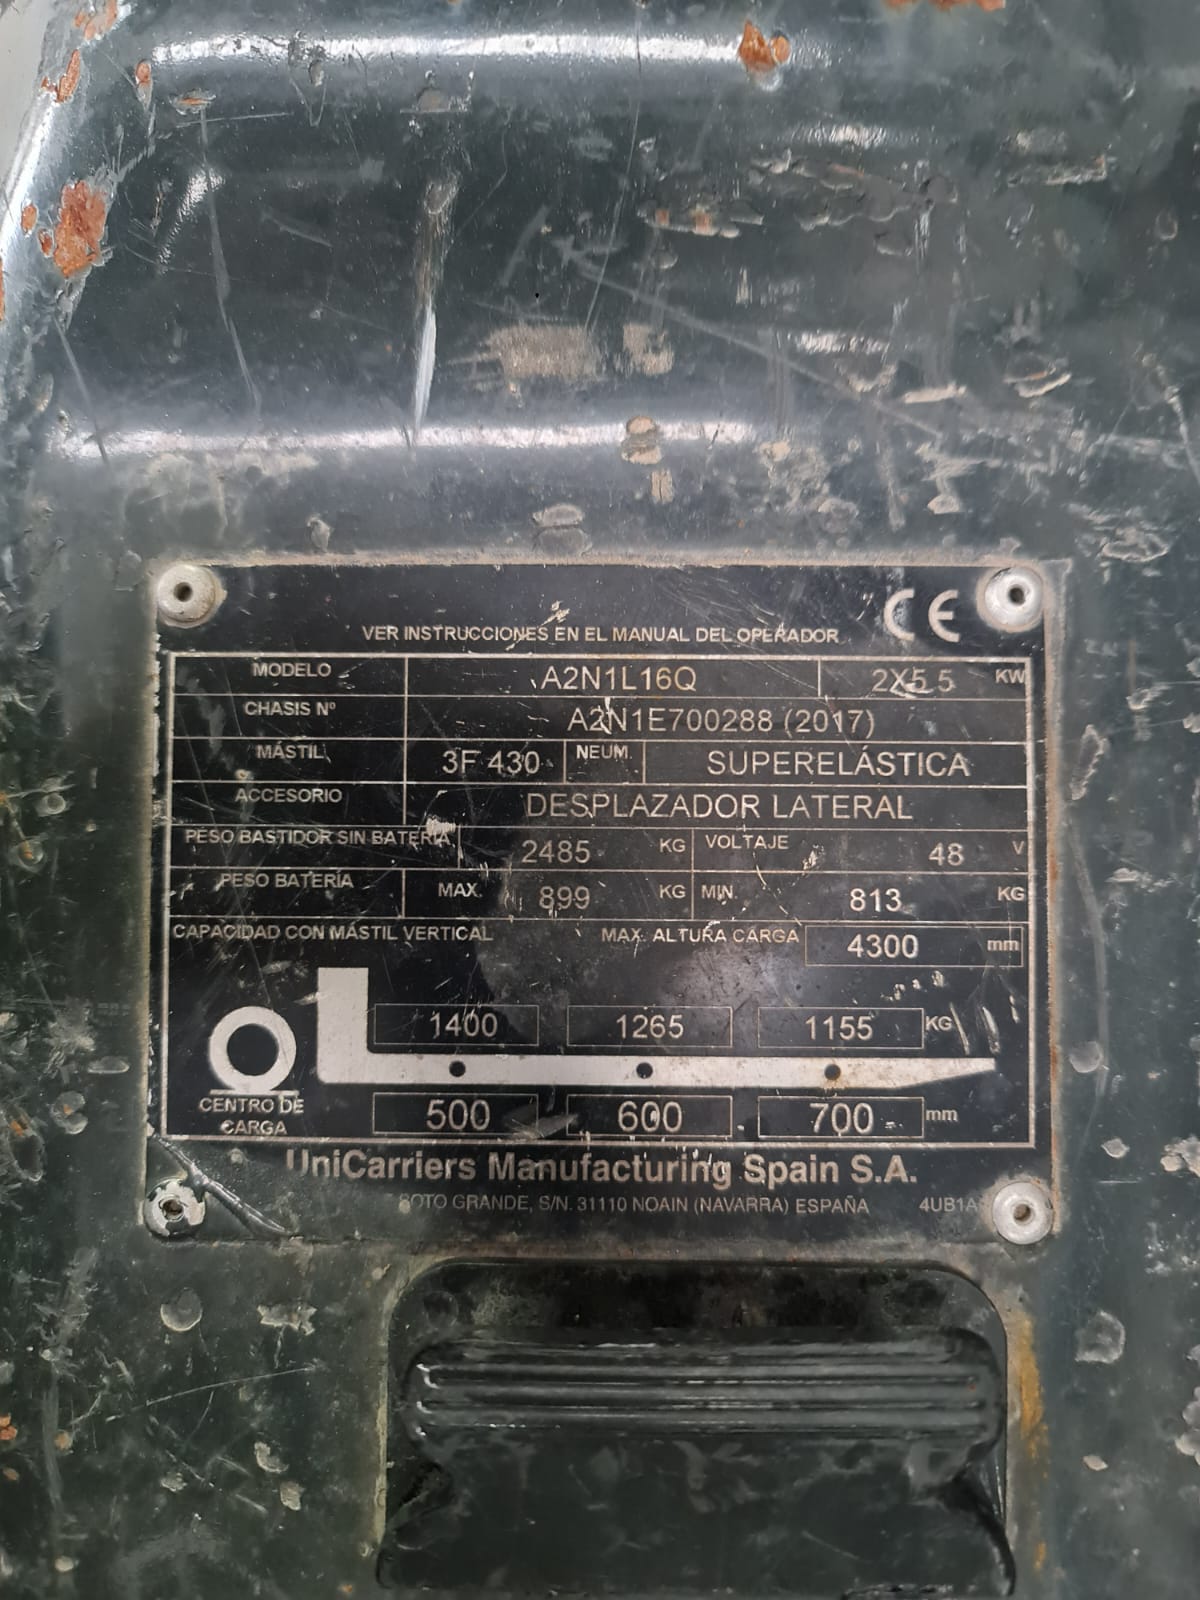 CE
VER INSTRUCCIONES EN EL MANUAL DEL OPERADOR
MODELO A2N1L16Q 2X5.5 KW
CHASIS Nº A2N1E700288 (2017)
MÁSTIL 3F 430 NEUM. SUPERELÁSTICA
ACCESORIO DESPLAZADOR LATERAL
PESO BASTIDOR SIN BATERÍA 2485 KG VOLTAJE 48 V
PESO BATERÍA MAX. 899 KG MIN. 813 KG
CAPACIDAD CON MÁSTIL VERTICAL MAX. ALTURA CARGA 4300 mm
1400 1265 1155 KG
CENTRO DE CARGA 500 600 700 mm
UniCarriers Manufacturing Spain S.A.
SOTO GRANDE, S/N. 31110 NOAIN (NAVARRA) ESPAÑA